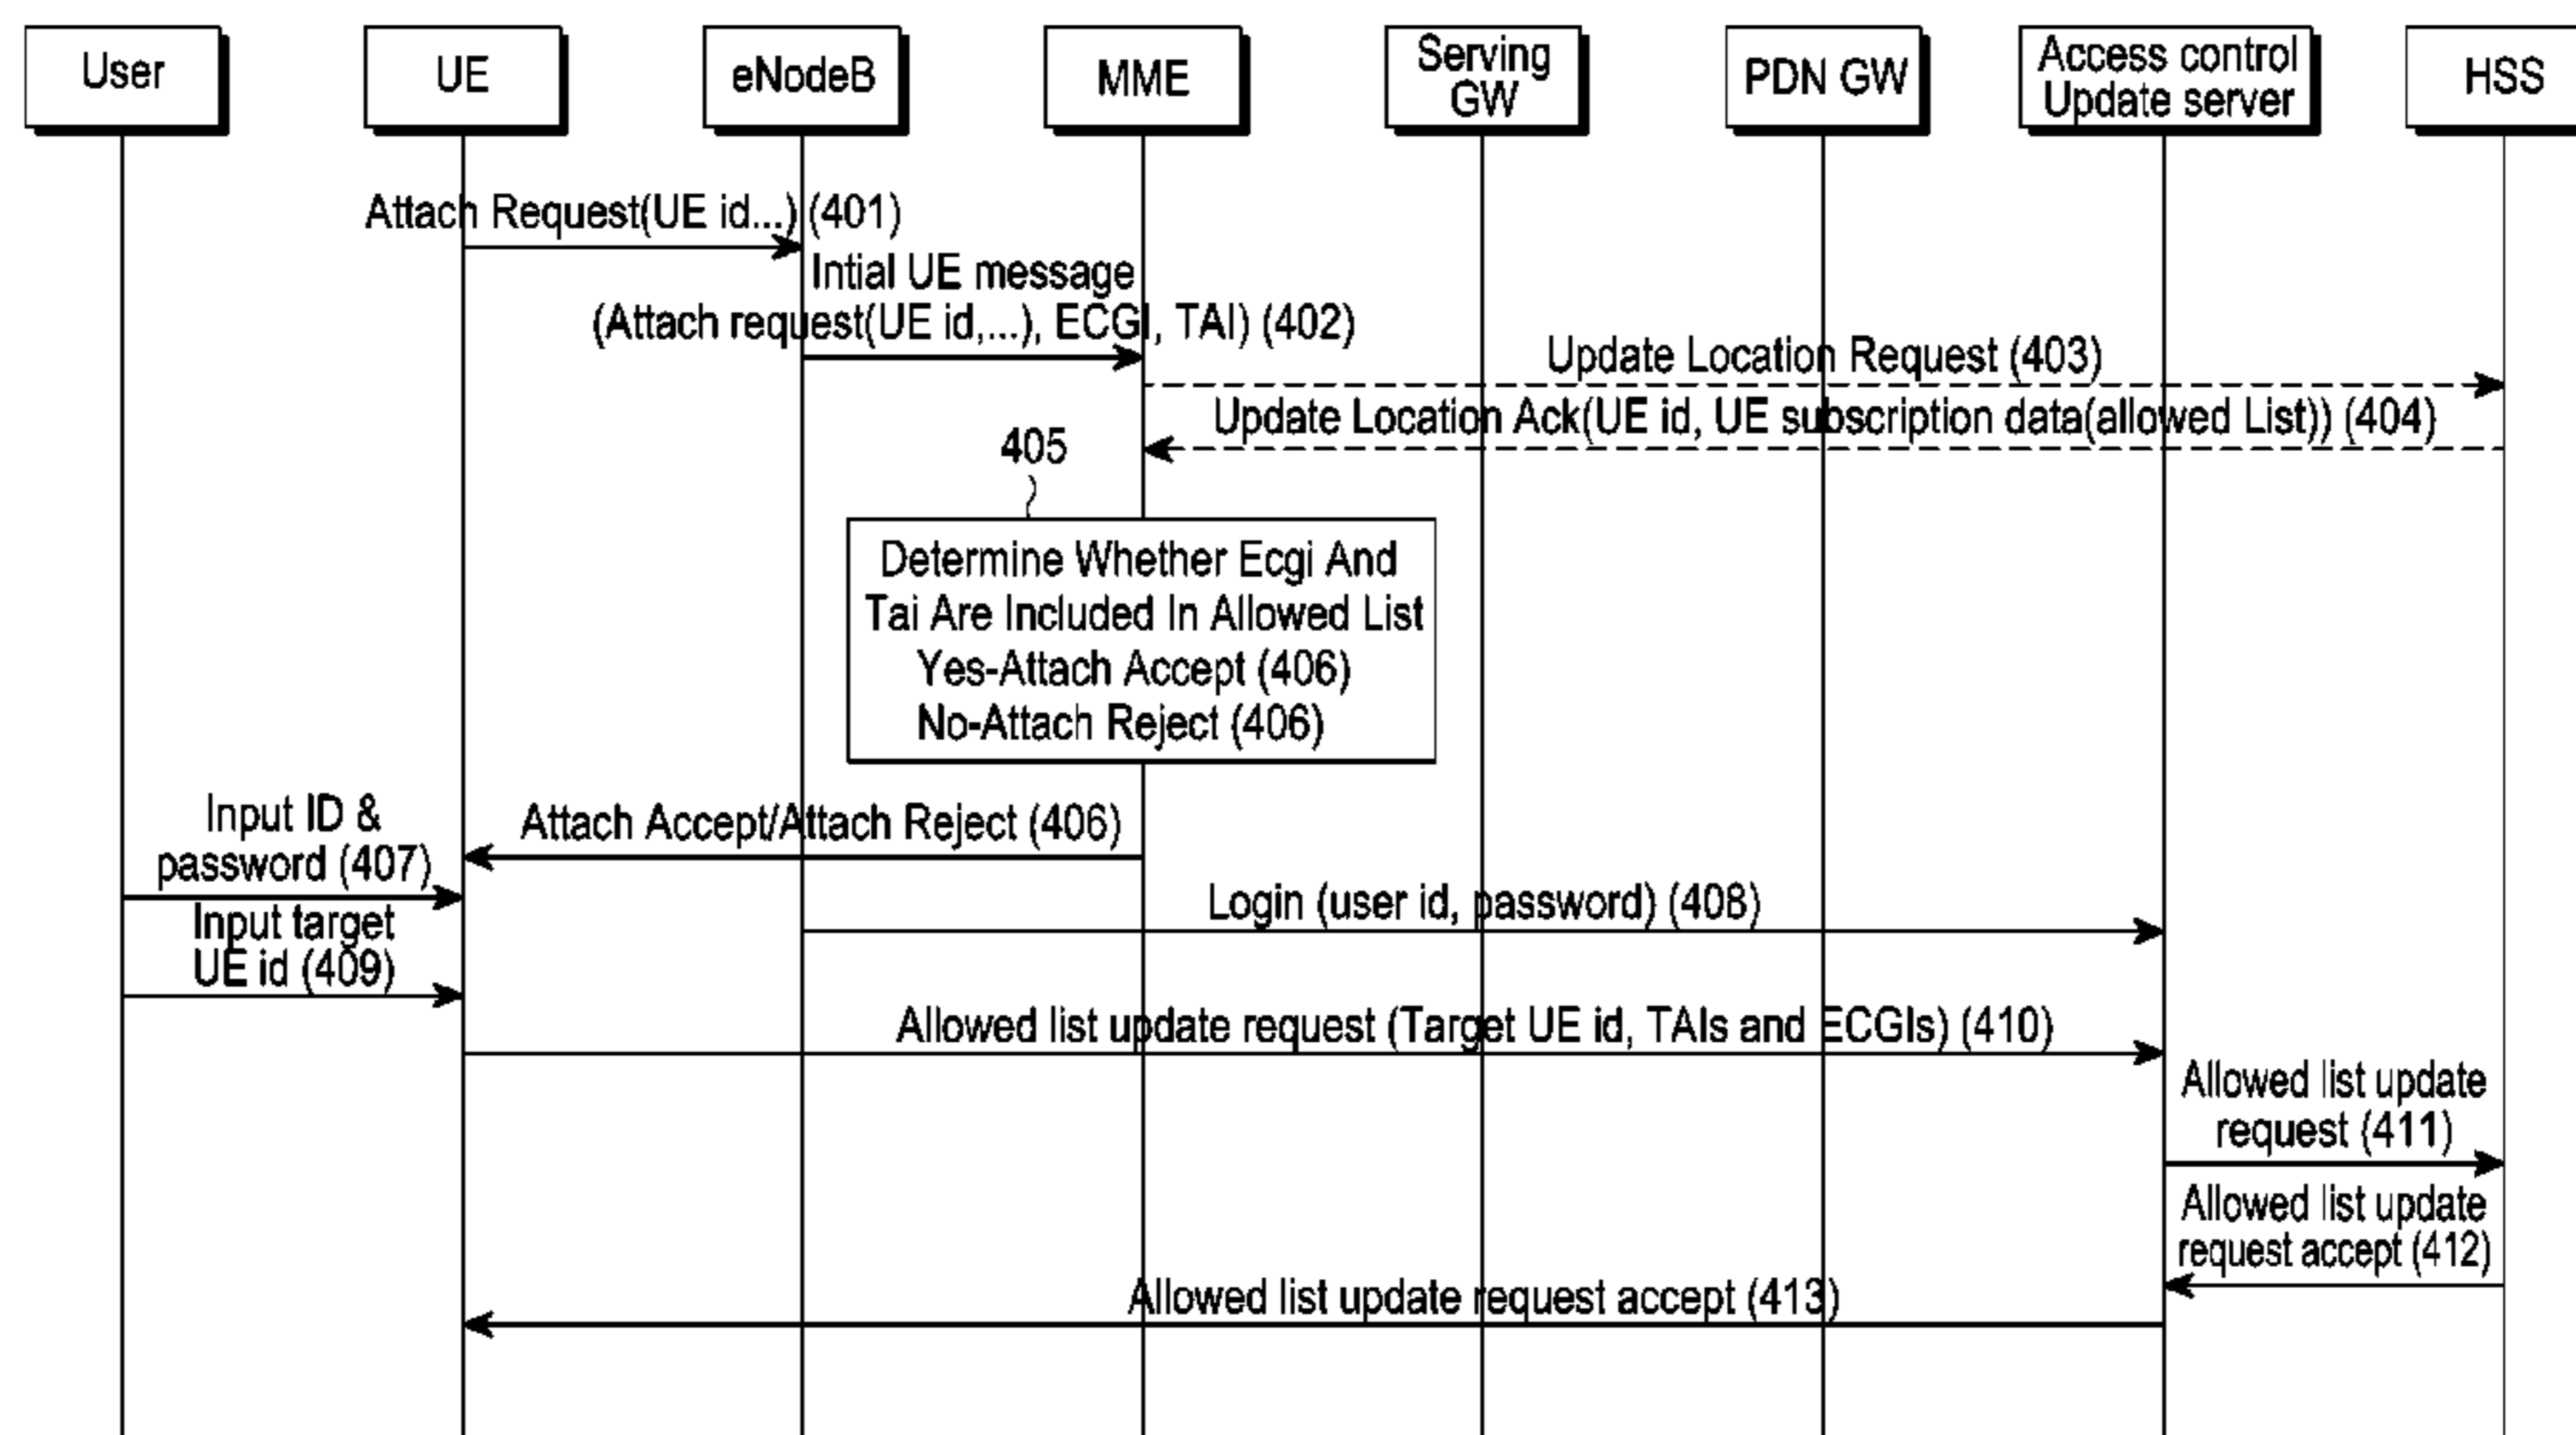 User
UE
eNodeB
MME
Serving
GW
PDN GW
Access control
Update server
HSS
Attach Request(UE id...) (401)
Intial UE message
(Attach request(UE id,...), ECGI, TAI) (402)
Update Location Request (403)
Update Location Ack(UE id, UE subscription data(allowed List)) (404)
405
Determine Whether Ecgi And
Tai Are Included In Allowed List
Yes-Attach Accept (406)
No-Attach Reject (406)
Input ID &
password (407)
Attach Accept/Attach Reject (406)
Login (user id, password) (408)
Input target
UE id (409)
Allowed list update request (Target UE id, TAIs and ECGIs) (410)
Allowed list update
request (411)
Allowed list update
request accept (412)
Allowed list update request accept (413)